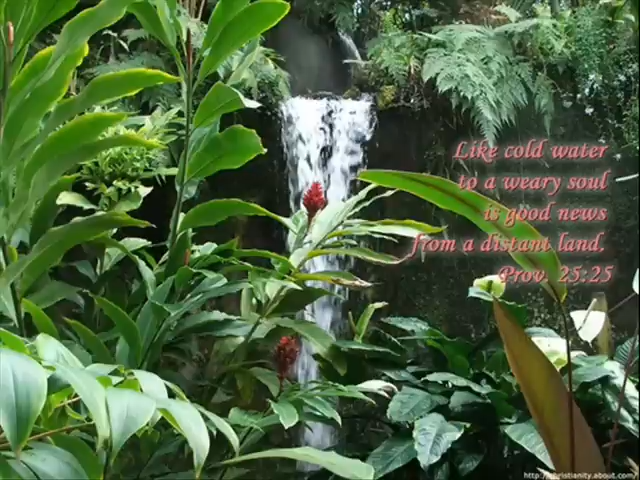 Like cold water
to a weary soul
is good news
from a distant land.
Prov. 25:25
http://christianity.about.com/